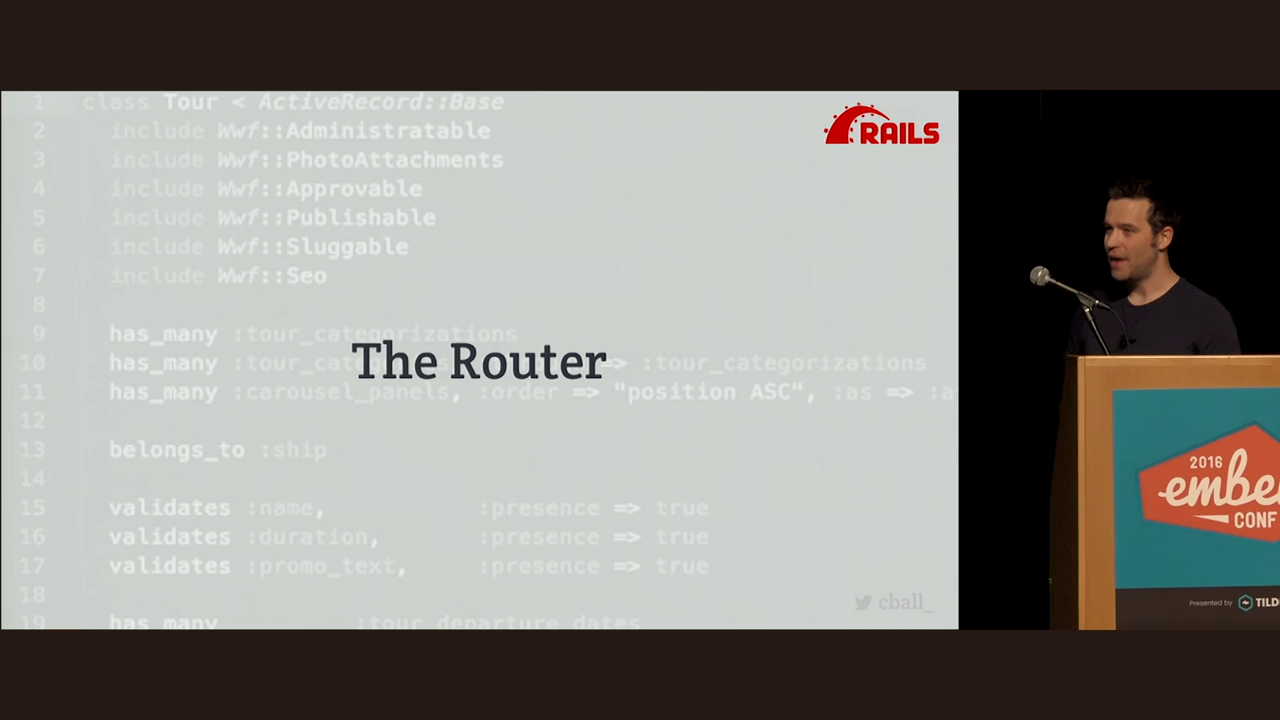 1 class Tour < ActiveRecord::Base
2 include Wwf::Administratable
3 include Wwf::PhotoAttachments
4 include Wwf::Approvable
5 include Wwf::Publishable
6 include Wwf::Sluggable
7 include Wwf::Seo
8
9 has_many :tour_categorizations
10 has_many :tour_cat => :tour_categorizations
11 has_many :carousel_panels, :order => "position ASC", :as => :a
12
13 belongs_to :ship
14
15 validates :name, :presence => true
16 validates :duration, :presence => true
17 validates :promo_text, :presence => true
18
19 has_many :tour_departure_dates
RAILS
The Router
cball_
2016
ember
CONF
Presented by TILD